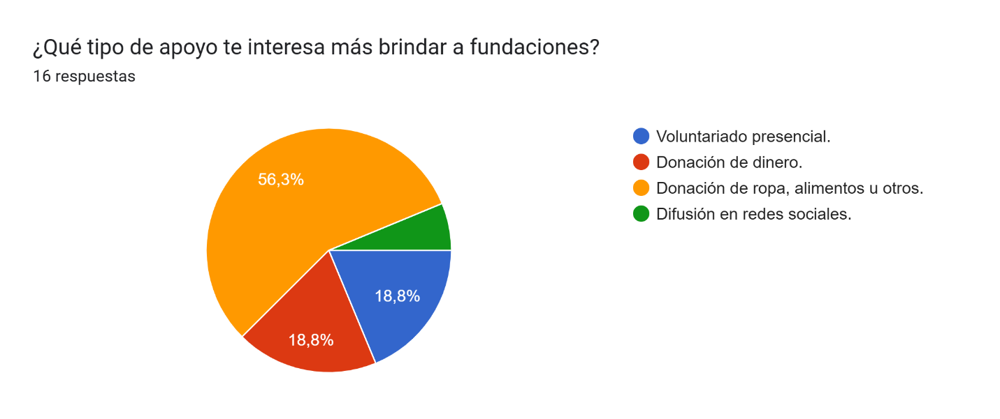 ¿Qué tipo de apoyo te interesa más brindar a fundaciones?
16 respuestas
56,3%
18,8%
18,8%
Voluntariado presencial.
Donación de dinero.
Donación de ropa, alimentos u otros.
Difusión en redes sociales.